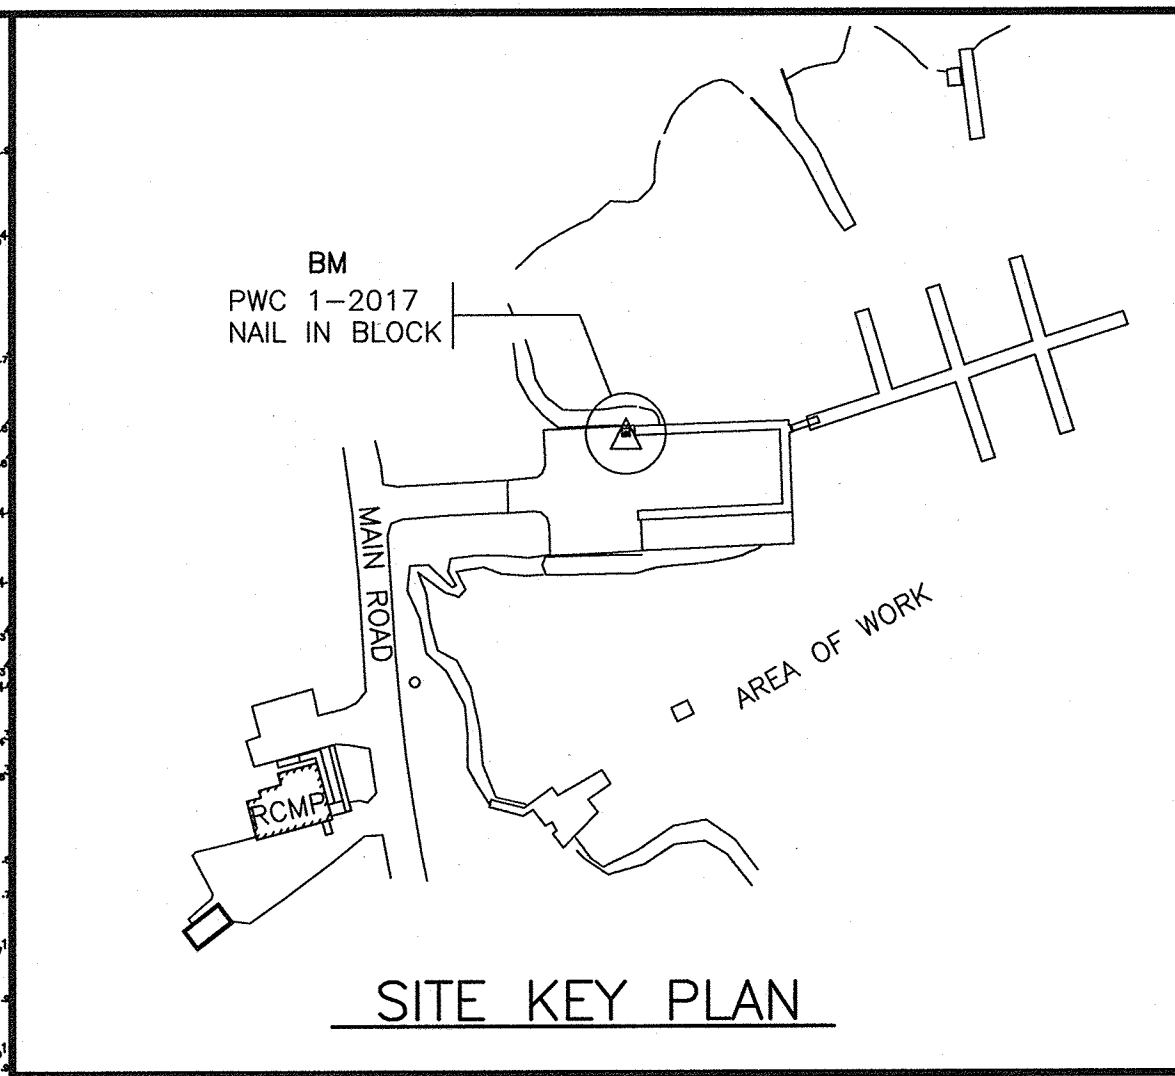 BM
PWC 1-2017
NAIL IN BLOCK
MAIN ROAD
AREA OF WORK
RCMP
SITE KEY PLAN